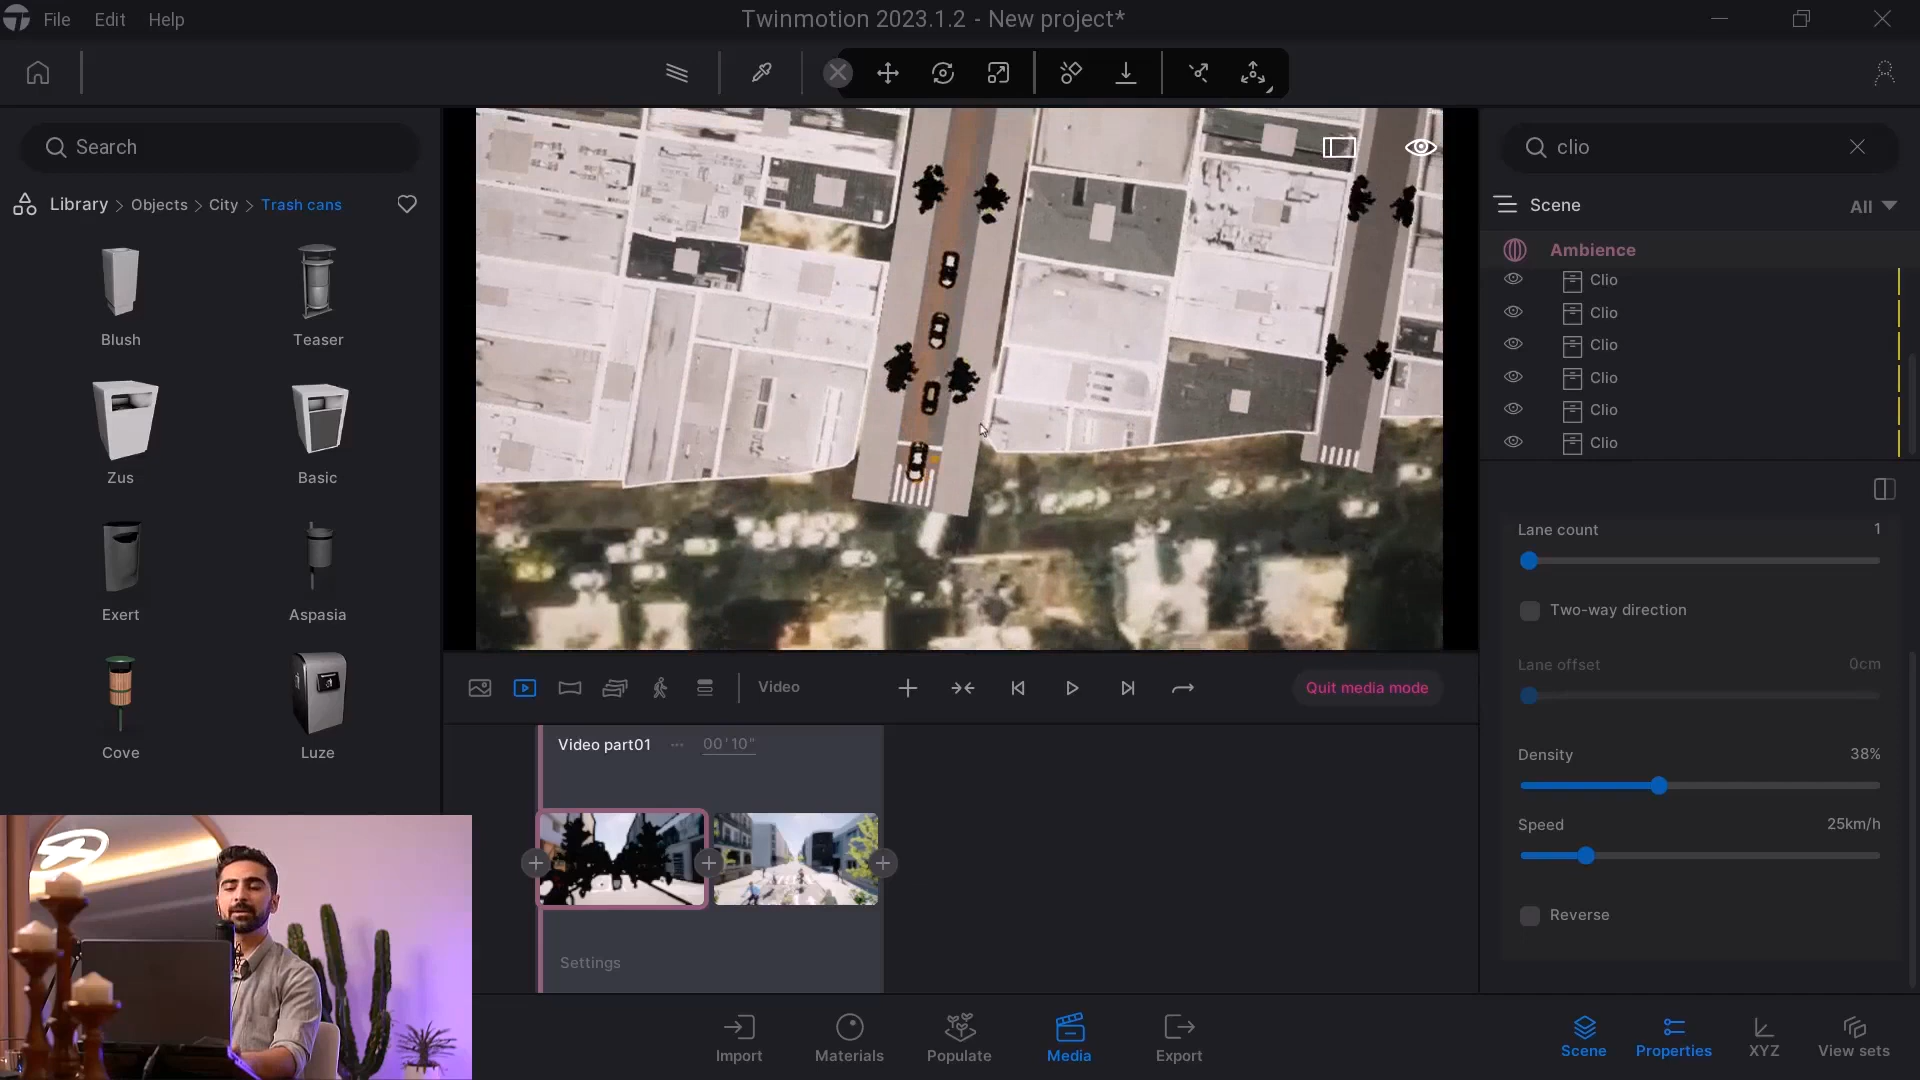 File Edit Help
Twinmotion 2023.1.2 - New project*
Search
Library > Objects > City > Trash cans
Blush
Teaser
Zus
Basic
Exert
Aspasia
Cove
Luze
clio
Scene
All
Ambience
Clio
Clio
Clio
Clio
Clio
Clio
Lane count 1
Two-way direction
Lane offset 0cm
Density 38%
Speed 25km/h
Reverse
Video
Quit media mode
Video part01 ... 00'10"
Settings
Import
Materials
Populate
Media
Export
Scene
Properties
XYZ
View sets